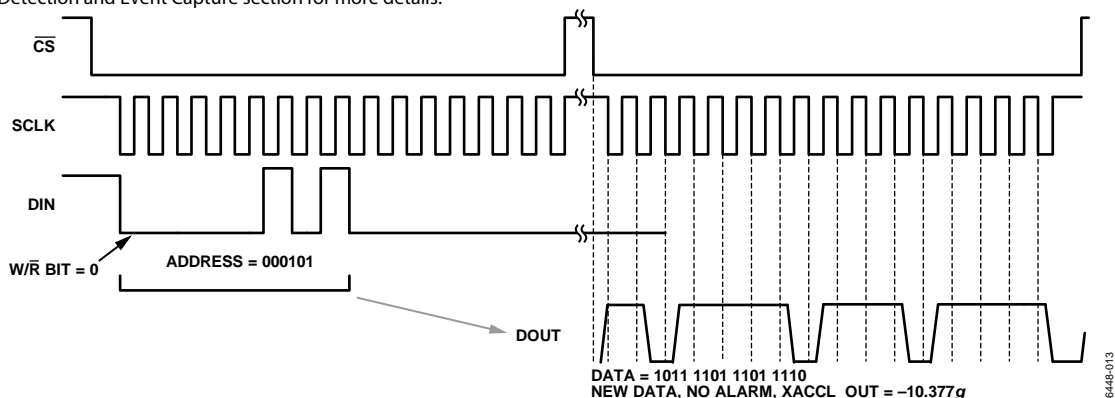 Detection and Event Capture section for more details.
CS
SCLK
DIN
W/R BIT = 0
ADDRESS = 000101
DOUT
DATA = 1011 1101 1101 1110
NEW DATA, NO ALARM, XACCL_OUT = –10.377g
6448-013